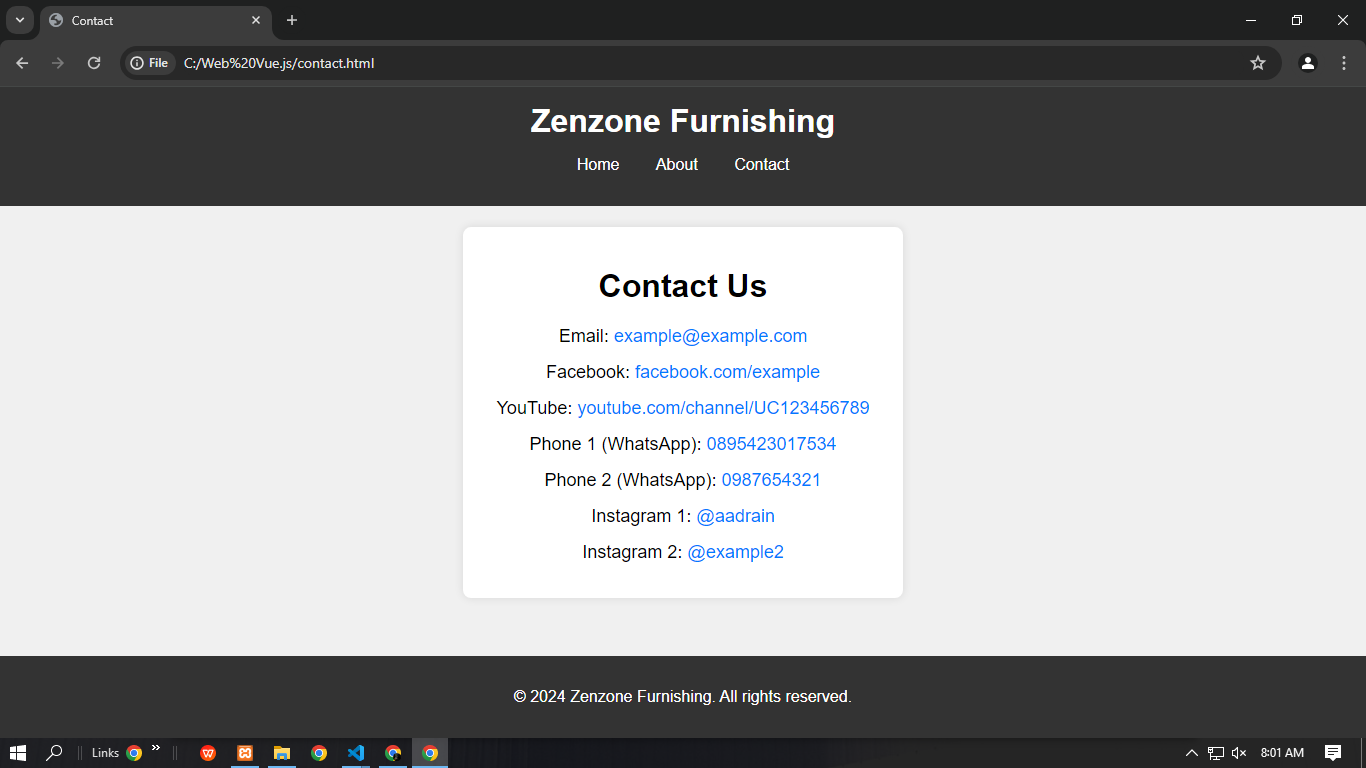 Contact
File C:/Web%20Vue.js/contact.html
Zenzone Furnishing
Home About Contact
Contact Us
Email: example@example.com
Facebook: facebook.com/example
YouTube: youtube.com/channel/UC123456789
Phone 1 (WhatsApp): 0895423017534
Phone 2 (WhatsApp): 0987654321
Instagram 1: @aadrain
Instagram 2: @example2
© 2024 Zenzone Furnishing. All rights reserved.
Links 8:01 AM